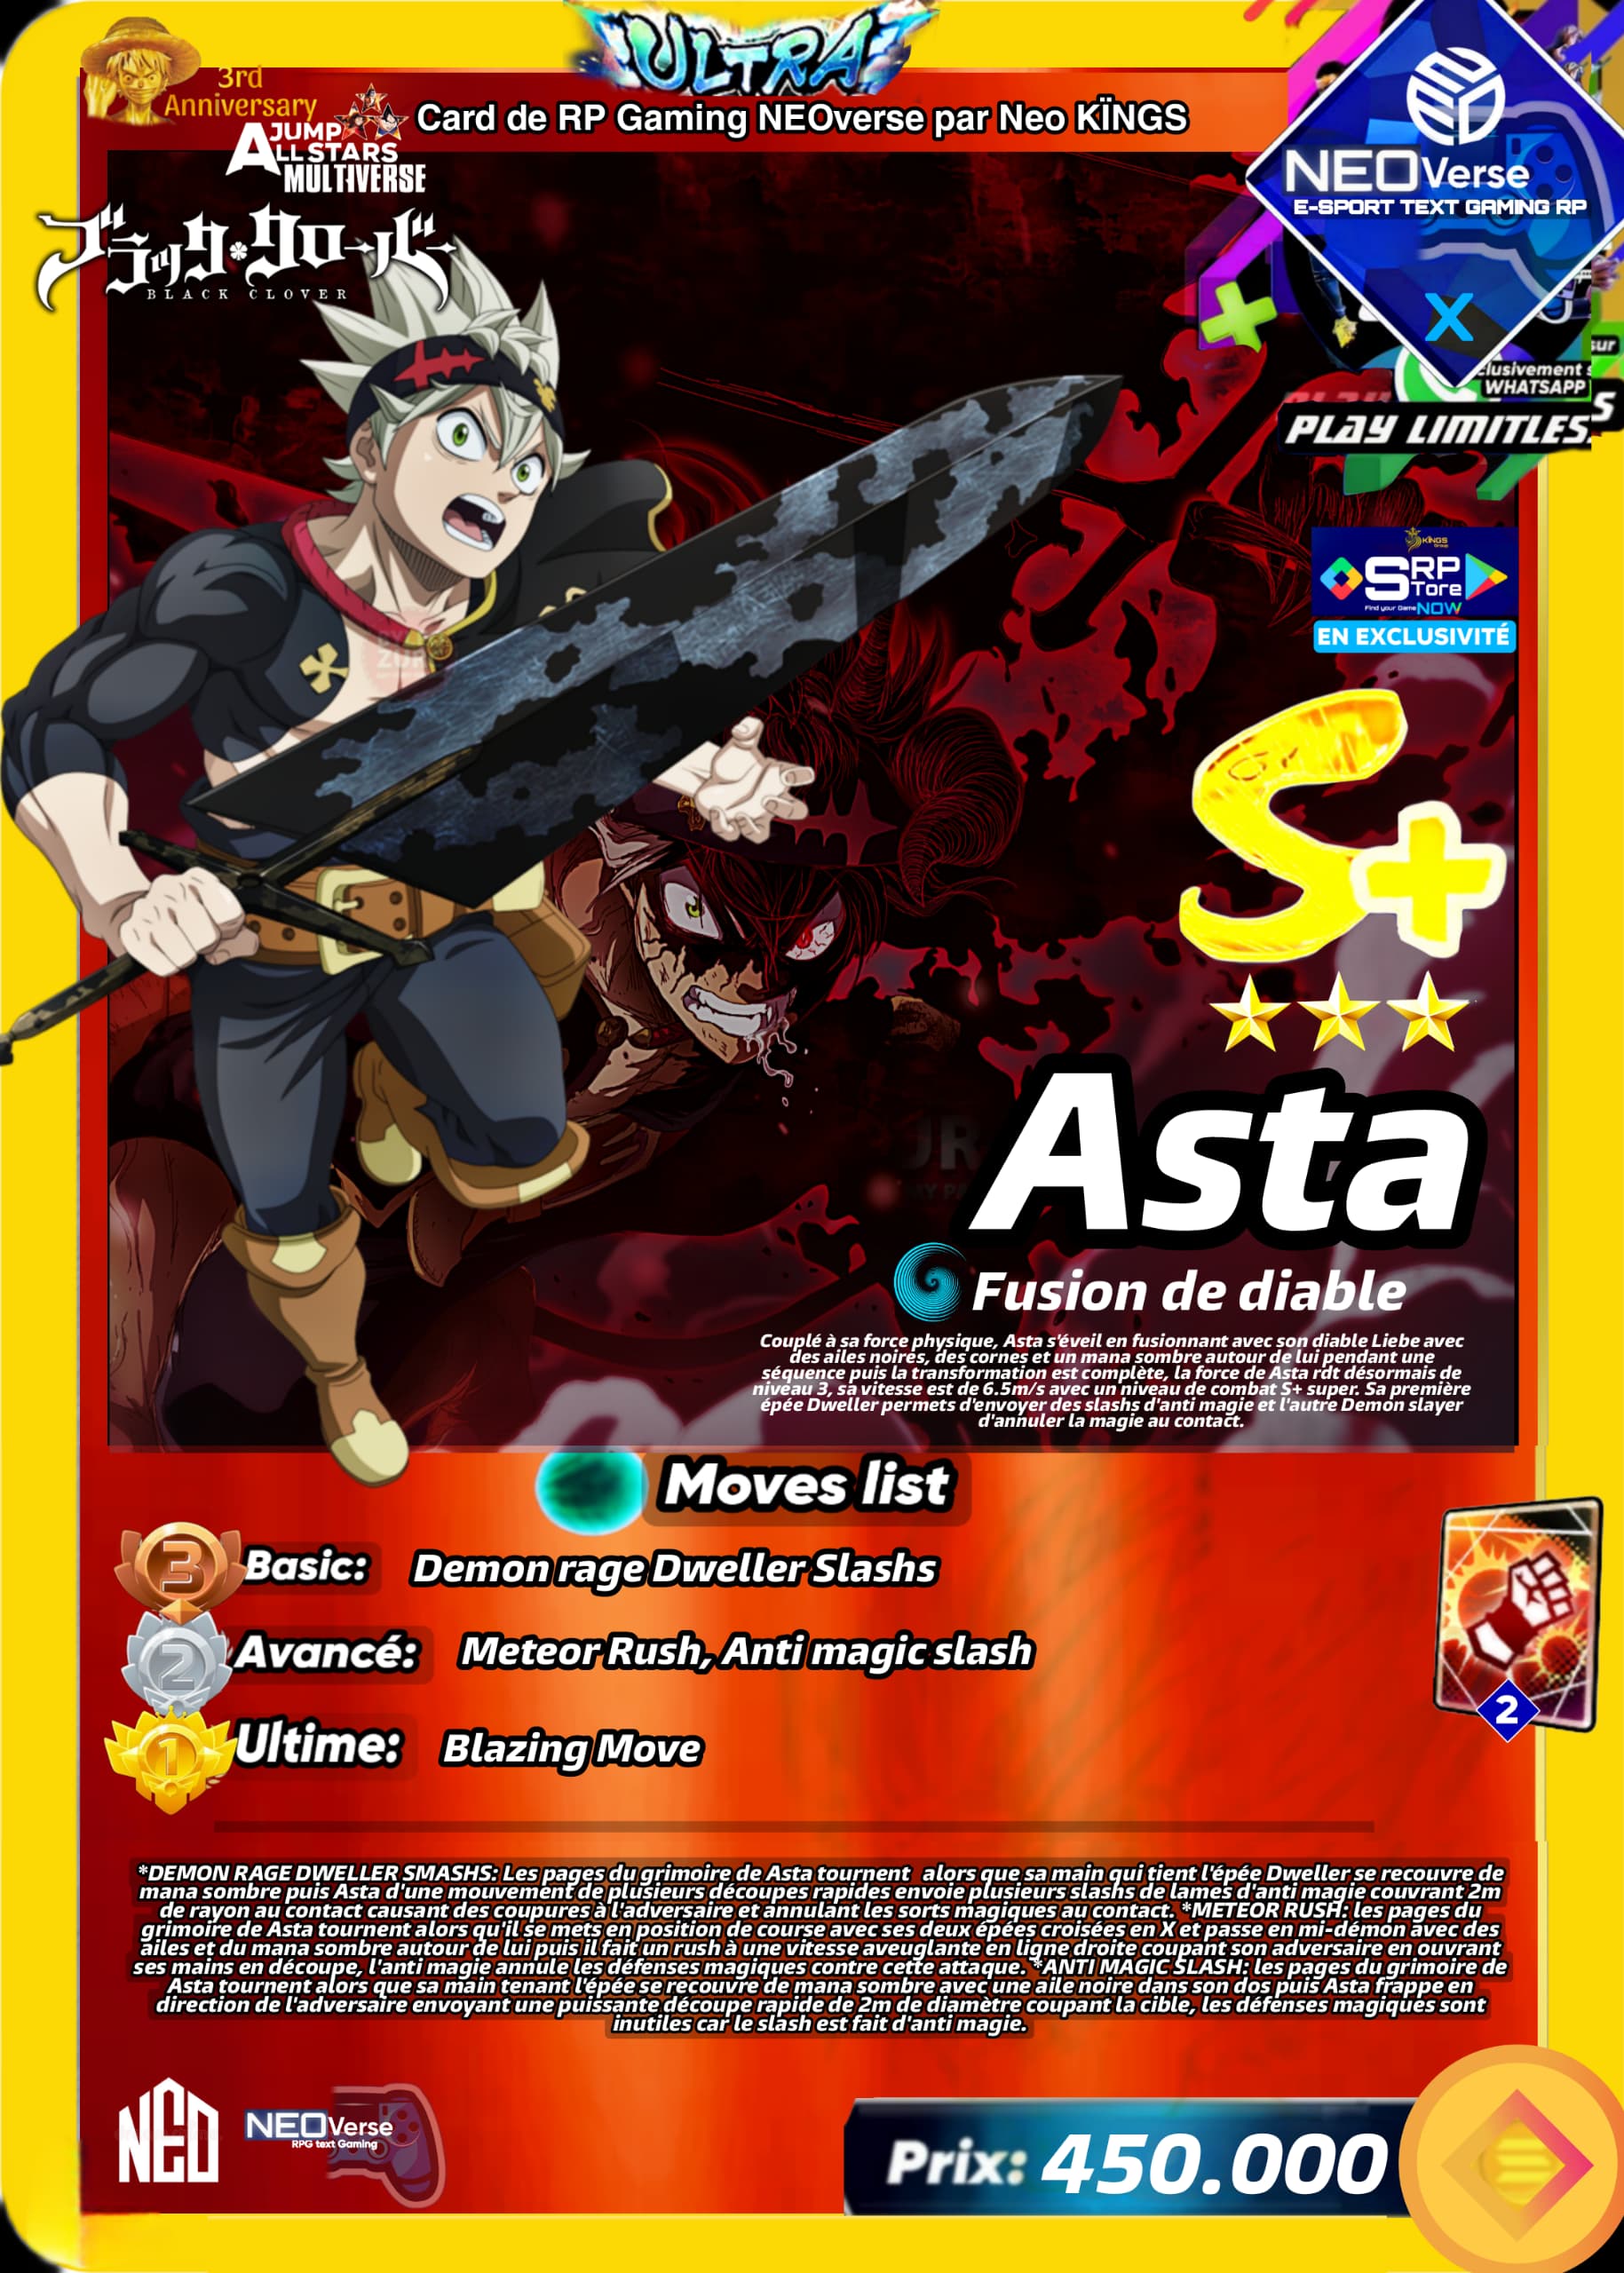 ULTRA
3rd
Anniversary
Card de RP Gaming NEOverse par Neo KÏNGS
JUMP
ALL STARS
MULTIVERSE
ブラック・クローバー
BLACK CLOVER
NEOVerse
E-SPORT TEXT GAMING RP
X
WHATSAPP
PLAY LIMITLES
KINGS
SRP
Tore
Find your Game NOW
EN EXCLUSIVITÉ
S+
Asta
Fusion de diable
Couplé à sa force physique, Asta s'éveil en fusionnant avec son diable Liebe avec
des ailes noires, des cornes et un mana sombre autour de lui pendant une
séquence puis la transformation est complète, la force de Asta rdt désormais de
niveau 3, sa vitesse est de 6.5m/s avec un niveau de combat S+ super. Sa première
épée Dweller permets d'envoyer des slashs d'anti magie et l'autre Demon slayer
d'annuler la magie au contact.
Moves list
3 Basic: Demon rage Dweller Slashs
2 Avancé: Meteor Rush, Anti magic slash
2
1 Ultime: Blazing Move
*DEMON RAGE DWELLER SMASHS: Les pages du grimoire de Asta tournent alors que sa main qui tient l'épée Dweller se recouvre de
mana sombre puis Asta d'une mouvement de plusieurs découpes rapides envoie plusieurs slashs de lames d'anti magie couvrant 2m
de rayon au contact causant des coupures à l'adversaire et annulant les sorts magiques au contact. *METEOR RUSH: les pages du
grimoire de Asta tournent alors qu'il se mets en position de course avec ses deux épées croisées en X et passe en mi-démon avec des
ailes et du mana sombre autour de lui puis il fait un rush à une vitesse aveuglante en ligne droite coupant son adversaire en ouvrant
ses mains en découpe, l'anti magie annule les défenses magiques contre cette attaque. *ANTI MAGIC SLASH: les pages du grimoire de
Asta tournent alors que sa main tenant l'épée se recouvre de mana sombre avec une aile noire dans son dos puis Asta frappe en
direction de l'adversaire envoyant une puissante découpe rapide de 2m de diamètre coupant la cible, les défenses magiques sont
inutiles car le slash est fait d'anti magie.
NEO
NEOVerse
RPG text Gaming
Prix: 450.000